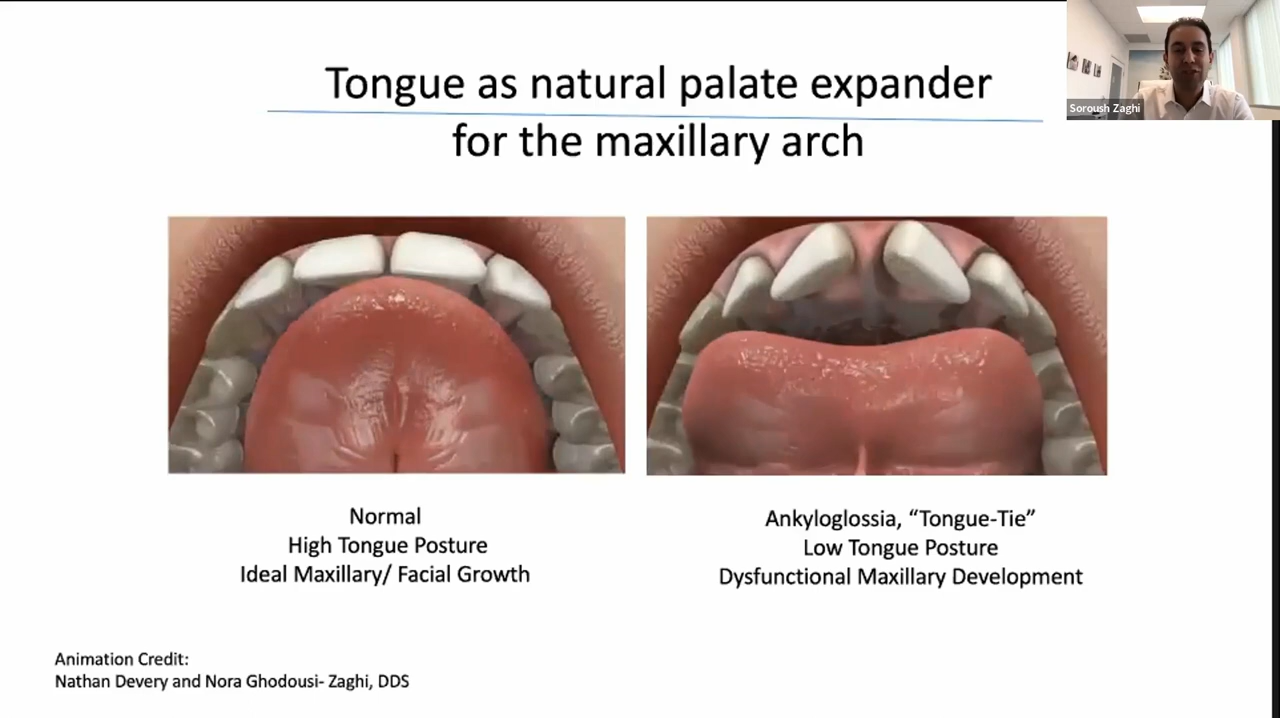 Tongue as natural palate expander
for the maxillary arch
Soroush Zaghi
Normal
High Tongue Posture
Ideal Maxillary/ Facial Growth
Ankyloglossia, “Tongue-Tie”
Low Tongue Posture
Dysfunctional Maxillary Development
Animation Credit:
Nathan Devery and Nora Ghodousi- Zaghi, DDS